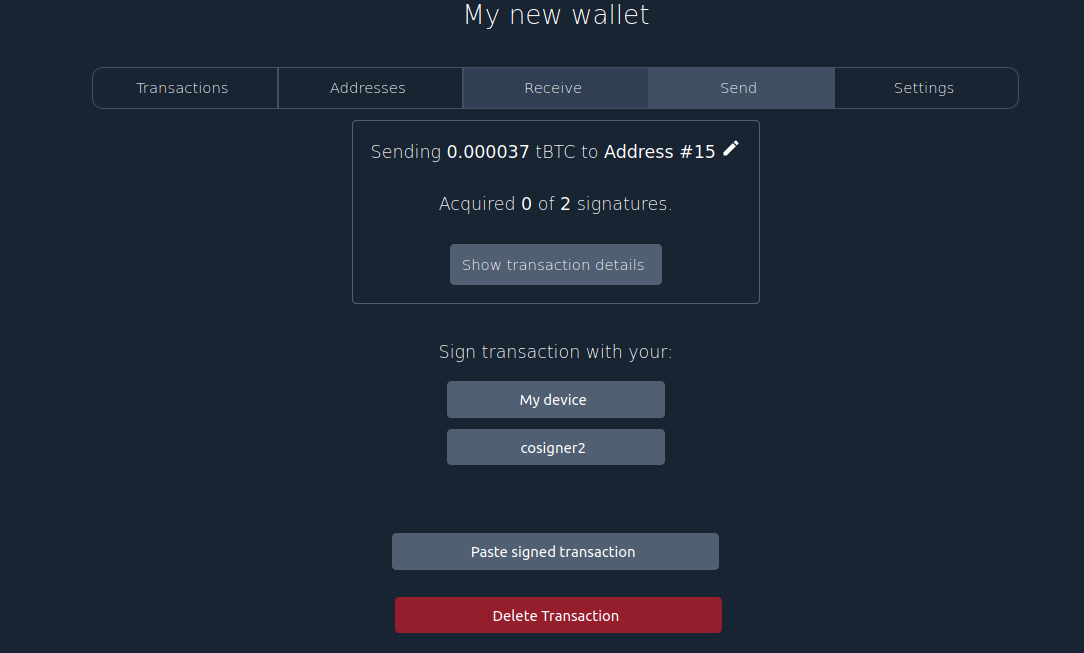 My new wallet
Transactions Addresses Receive Send Settings
Sending 0.000037 tBTC to Address #15
Acquired 0 of 2 signatures.
Show transaction details
Sign transaction with your:
My device
cosigner2
Paste signed transaction
Delete Transaction